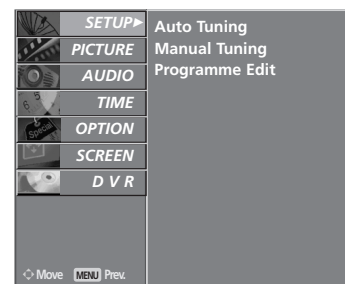 SETUP
PICTURE
AUDIO
TIME
OPTION
SCREEN
D V R
Auto Tuning
Manual Tuning
Programme Edit
Move MENU Prev.